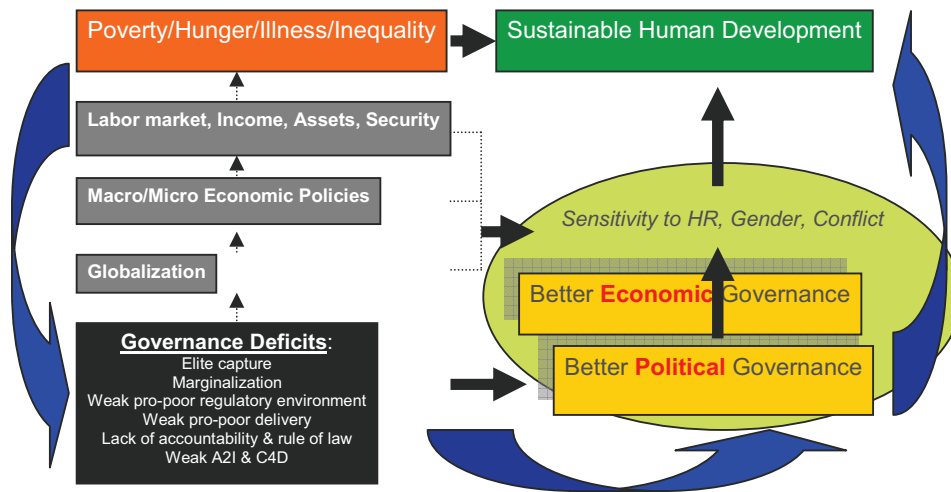 Poverty/Hunger/Illness/Inequality
Sustainable Human Development
Labor market, Income, Assets, Security
Macro/Micro Economic Policies
Globalization
Governance Deficits:
Elite capture
Marginalization
Weak pro-poor regulatory environment
Weak pro-poor delivery
Lack of accountability & rule of law
Weak A2I & C4D
Sensitivity to HR, Gender, Conflict
Better Economic Governance
Better Political Governance